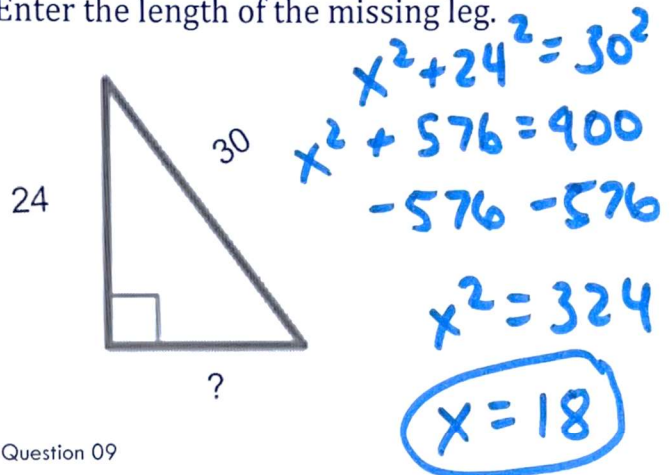 Enter the length of the missing leg.
x² + 24² = 30²
x² + 576 = 900
-576 -576
x² = 324
x = 18
24
30
?
Question 09